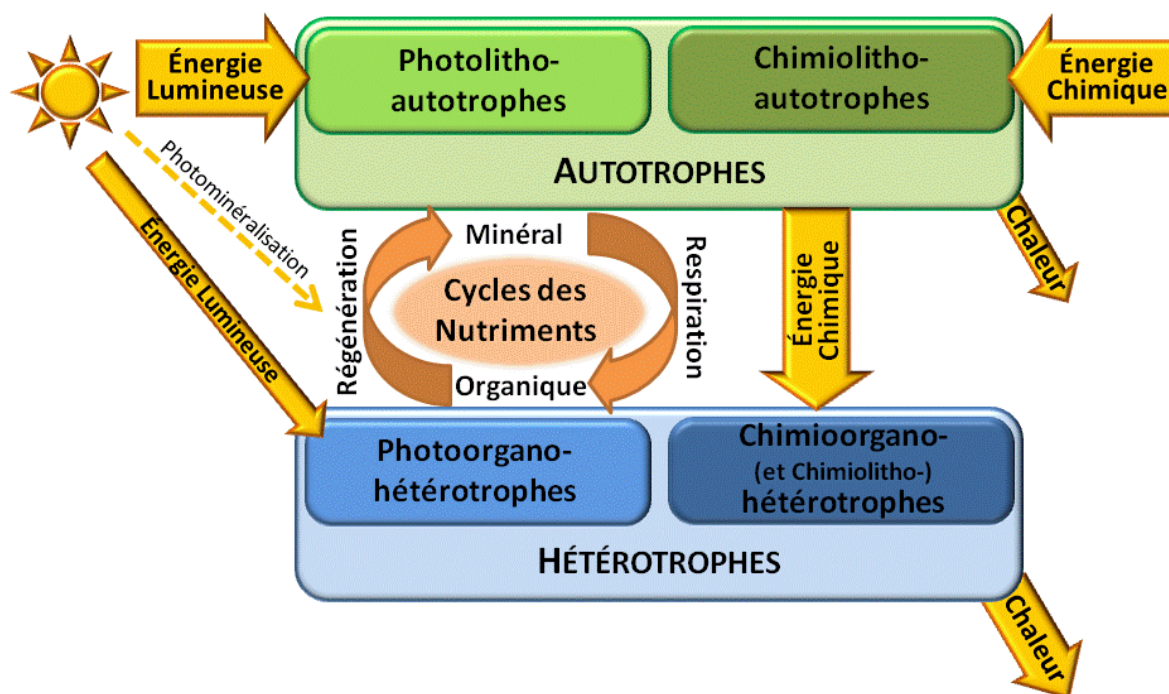 Énergie
Lumineuse
Photolitho-
autotrophes
Chimiolitho-
autotrophes
Énergie
Chimique
AUTOTROPHES
Photominéralisation
Énergie Lumineuse
Chaleur
Régénération
Minéral
Cycles des
Nutriments
Organique
Respiration
Énergie
Chimique
Photoorgano-
hétérotrophes
Chimioorgano-
(et Chimiolitho-)
hétérotrophes
HÉTÉROTROPHES
Chaleur